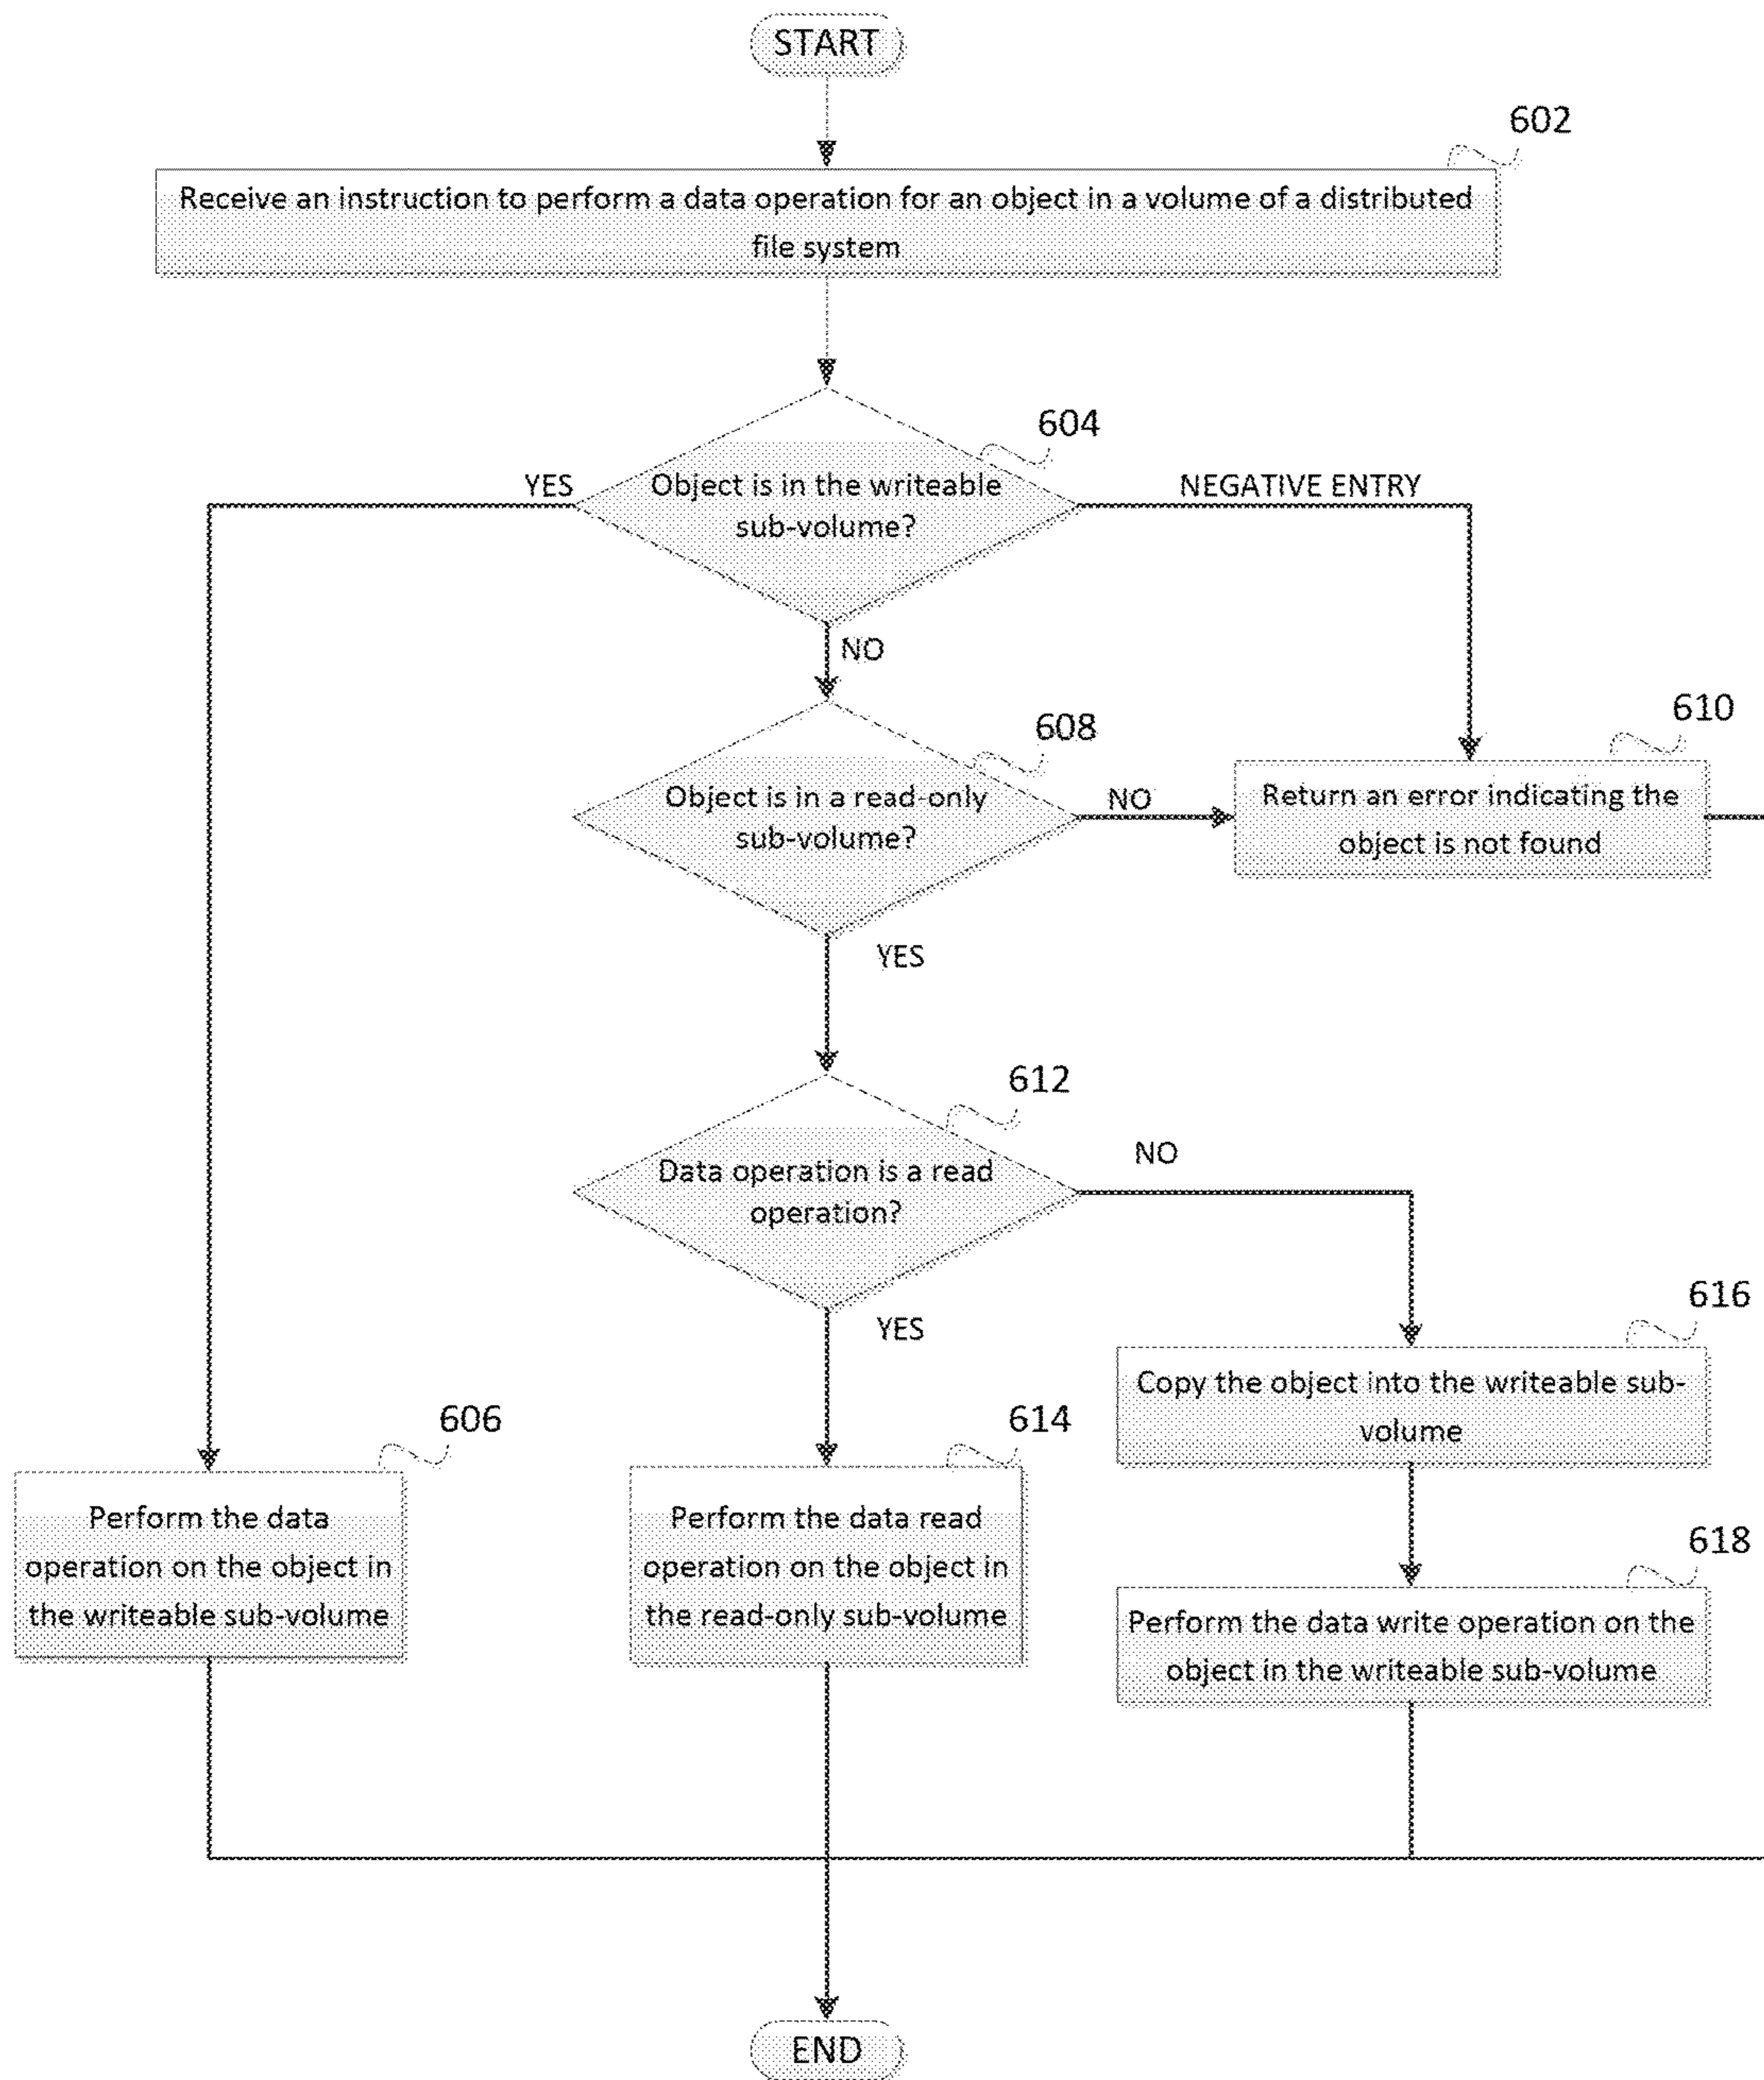 START
602
Receive an instruction to perform a data operation for an object in a volume of a distributed
file system
604
YES
Object is in the writeable
sub-volume?
NEGATIVE ENTRY
NO
608
610
Object is in a read-only
sub-volume?
NO
Return an error indicating the
object is not found
YES
612
Data operation is a read
operation?
NO
YES
616
Copy the object into the writeable sub-
volume
606
614
Perform the data
operation on the object in
the writeable sub-volume
Perform the data read
operation on the object in
the read-only sub-volume
618
Perform the data write operation on the
object in the writeable sub-volume
END